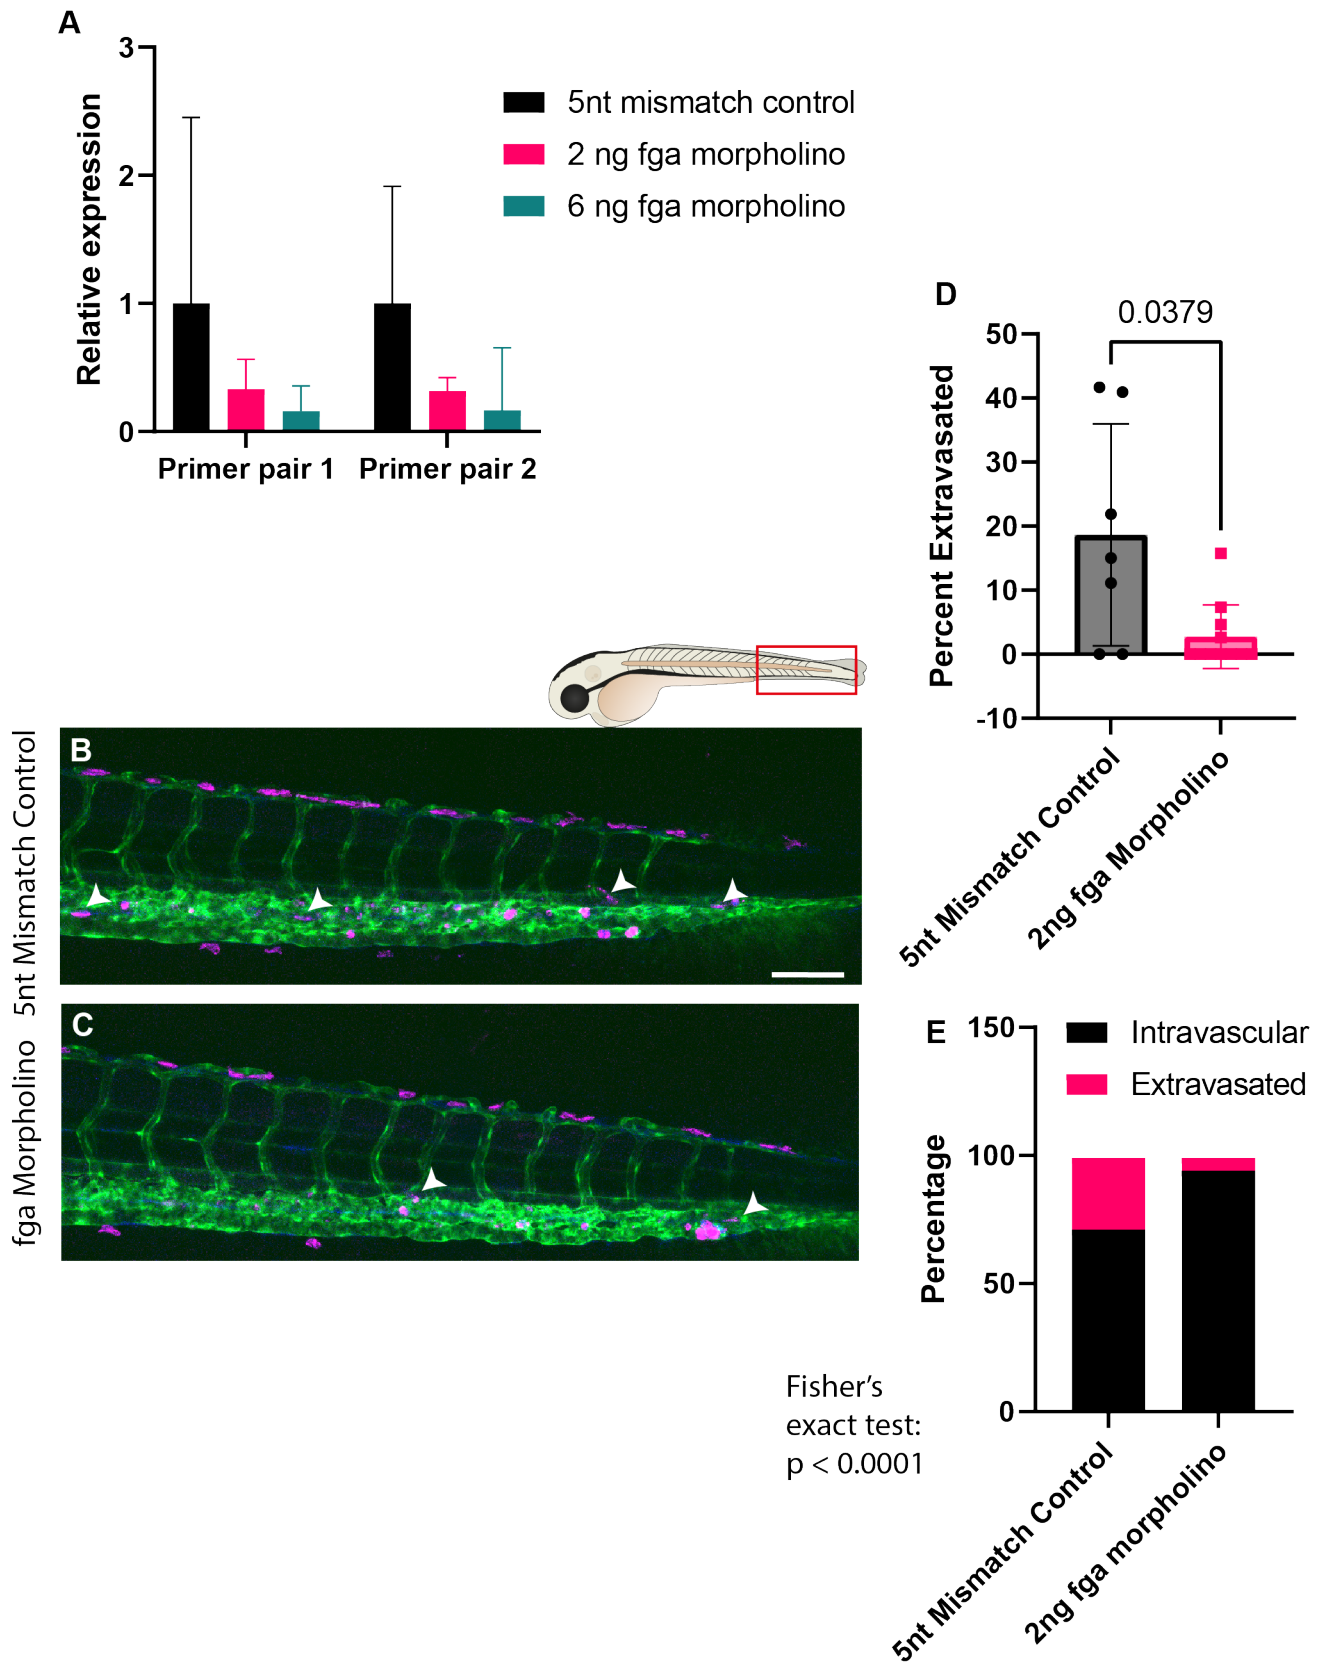 A
3
2
1
0
Relative expression
5nt mismatch control
2 ng fga morpholino
6 ng fga morpholino
Primer pair 1
Primer pair 2
D
0.0379
50
40
30
20
10
0
-10
Percent Extravasated
5nt Mismatch Control
2ng fga Morpholino
B
5nt Mismatch Control
C
fga Morpholino
E
150
100
50
0
Percentage
Intravascular
Extravasated
5nt Mismatch Control
2ng fga morpholino
Fisher’s
exact test:
p < 0.0001